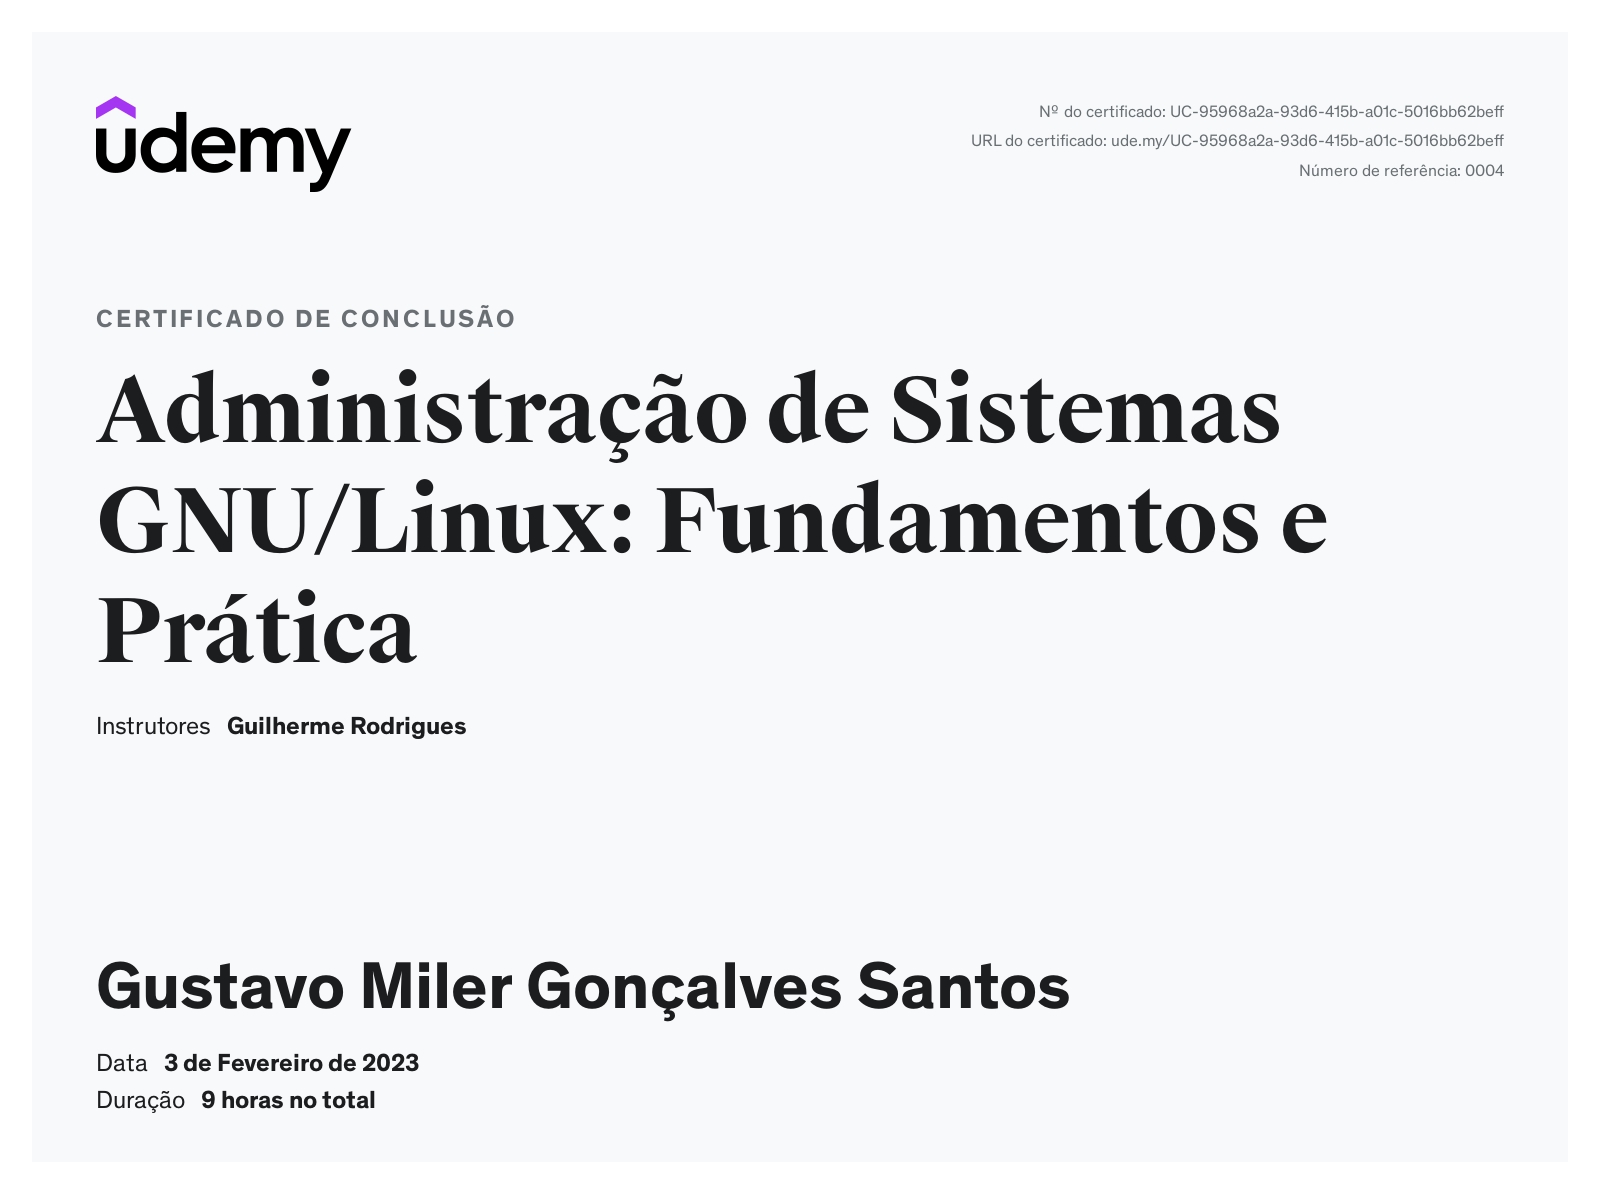 udemy
Nº do certificado: UC-95968a2a-93d6-415b-a01c-5016bb62beff
URL do certificado: ude.my/UC-95968a2a-93d6-415b-a01c-5016bb62beff
Número de referência: 0004
CERTIFICADO DE CONCLUSÃO
Administração de Sistemas
GNU/Linux: Fundamentos e
Prática
Instrutores Guilherme Rodrigues
Gustavo Miler Gonçalves Santos
Data 3 de Fevereiro de 2023
Duração 9 horas no total